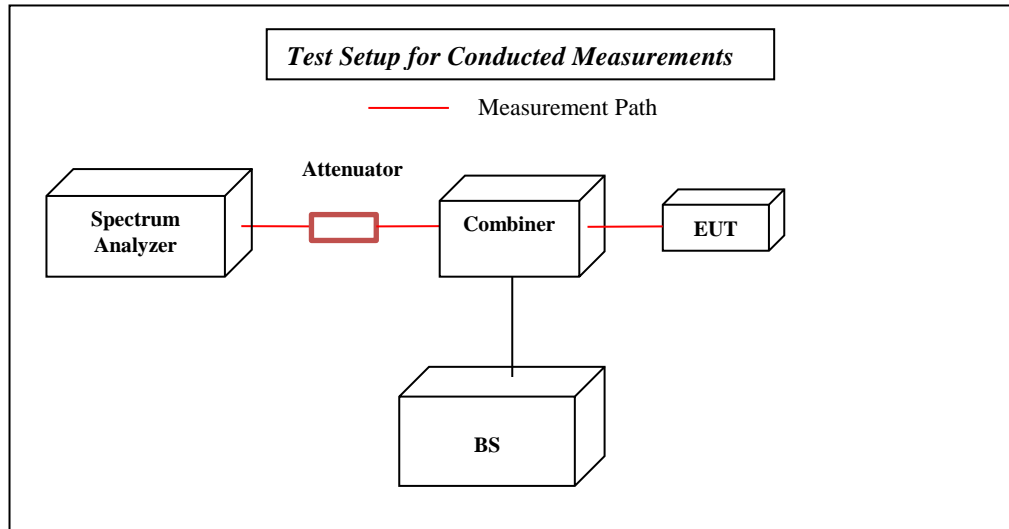 Test Setup for Conducted Measurements
Measurement Path
Attenuator
Spectrum
Analyzer
Combiner
EUT
BS